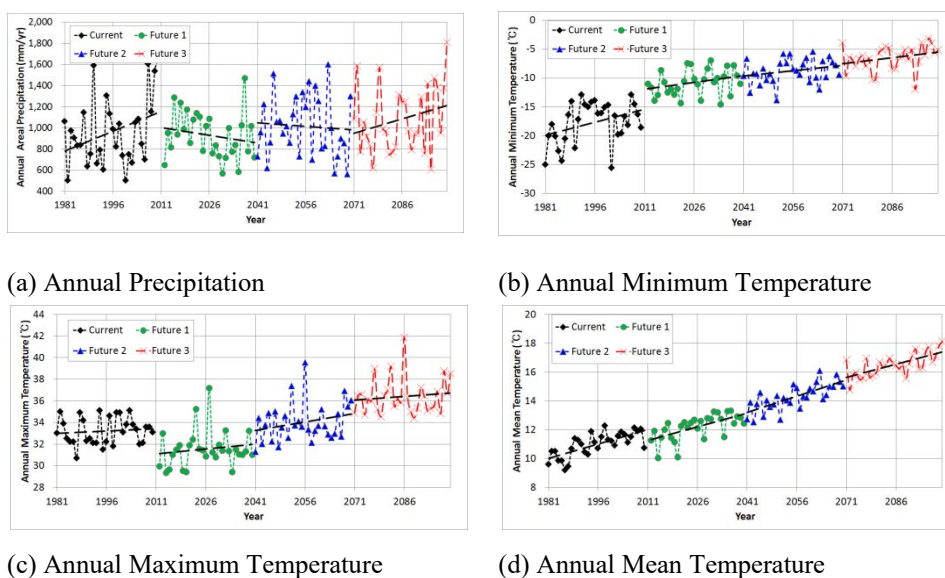 Annual Areal Precipitation (mm/yr)
2,000
1,800
1,600
1,400
1,200
1,000
800
600
400
Current
Future 1
Future 2
Future 3
1981 1996 2011 2026 2041 2056 2071 2086
Year
Annual Minimum Temperature (℃)
0
-5
-10
-15
-20
-25
-30
Current
Future 1
Future 2
Future 3
1981 1996 2011 2026 2041 2056 2071 2086
Year
(a) Annual Precipitation
(b) Annual Minimum Temperature
Annual Maximum Temperature (℃)
44
42
40
38
36
34
32
30
28
Current
Future 1
Future 2
Future 3
1981 1996 2011 2026 2041 2056 2071 2086
Year
Annual Mean Temperature (℃)
20
18
16
14
12
10
8
Current
Future 1
Future 2
Future 3
1981 1996 2011 2026 2041 2056 2071 2086
Year
(c) Annual Maximum Temperature
(d) Annual Mean Temperature